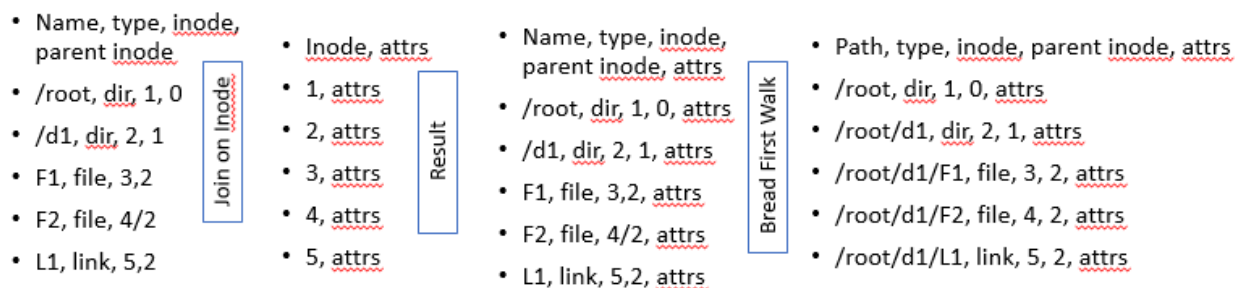 • Name, type, inode,
parent inode
• /root, dir, 1, 0
• /d1, dir, 2, 1
• F1, file, 3,2
• F2, file, 4/2
• L1, link, 5,2
Join on Inode
• Inode, attrs
• 1, attrs
• 2, attrs
• 3, attrs
• 4, attrs
• 5, attrs
Result
• Name, type, inode,
parent inode, attrs
• /root, dir, 1, 0, attrs
• /d1, dir, 2, 1, attrs
• F1, file, 3,2, attrs
• F2, file, 4/2, attrs
• L1, link, 5,2, attrs
Bread First Walk
• Path, type, inode, parent inode, attrs
• /root, dir, 1, 0, attrs
• /root/d1, dir, 2, 1, attrs
• /root/d1/F1, file, 3, 2, attrs
• /root/d1/F2, file, 4, 2, attrs
• /root/d1/L1, link, 5, 2, attrs